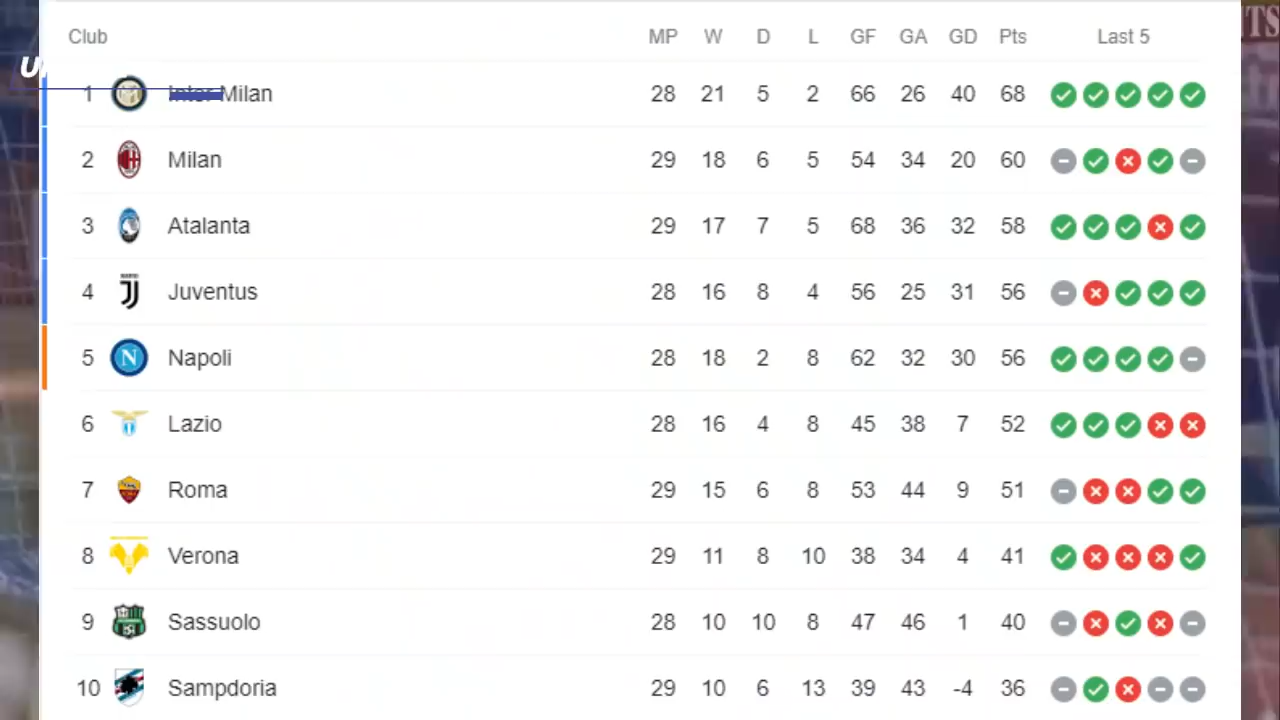 Club MP W D L GF GA GD Pts Last 5
1 Inter Milan 28 21 5 2 66 26 40 68
2 Milan 29 18 6 5 54 34 20 60
3 Atalanta 29 17 7 5 68 36 32 58
4 Juventus 28 16 8 4 56 25 31 56
5 N Napoli 28 18 2 8 62 32 30 56
6 Lazio 28 16 4 8 45 38 7 52
7 Roma 29 15 6 8 53 44 9 51
8 Verona 29 11 8 10 38 34 4 41
9 Sassuolo 28 10 10 8 47 46 1 40
10 Sampdoria 29 10 6 13 39 43 -4 36